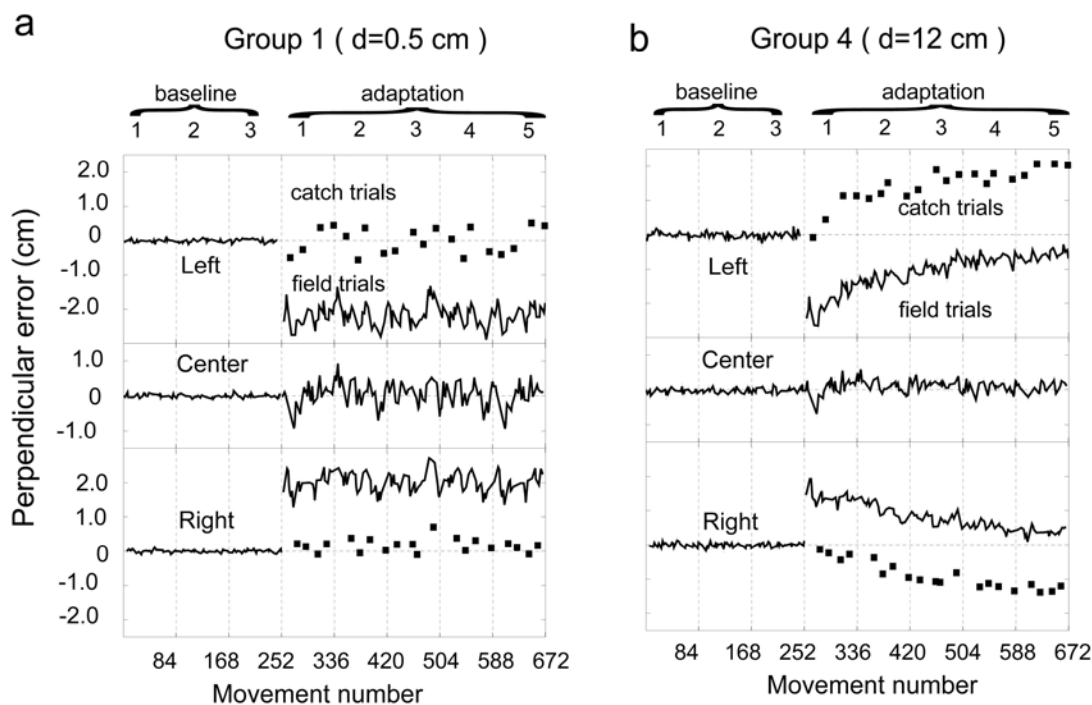 a
Group 1 ( d=0.5 cm )
baseline
adaptation
1 2 3 1 2 3 4 5
Perpendicular error (cm)
2.0
1.0
0
-1.0
-2.0
catch trials
Left
field trials
1.0
0
-1.0
Center
2.0
1.0
0
-1.0
-2.0
Right
84 168 252 336 420 504 588 672
Movement number
b
Group 4 ( d=12 cm )
baseline
adaptation
1 2 3 1 2 3 4 5
catch trials
Left
field trials
Center
Right
84 168 252 336 420 504 588 672
Movement number